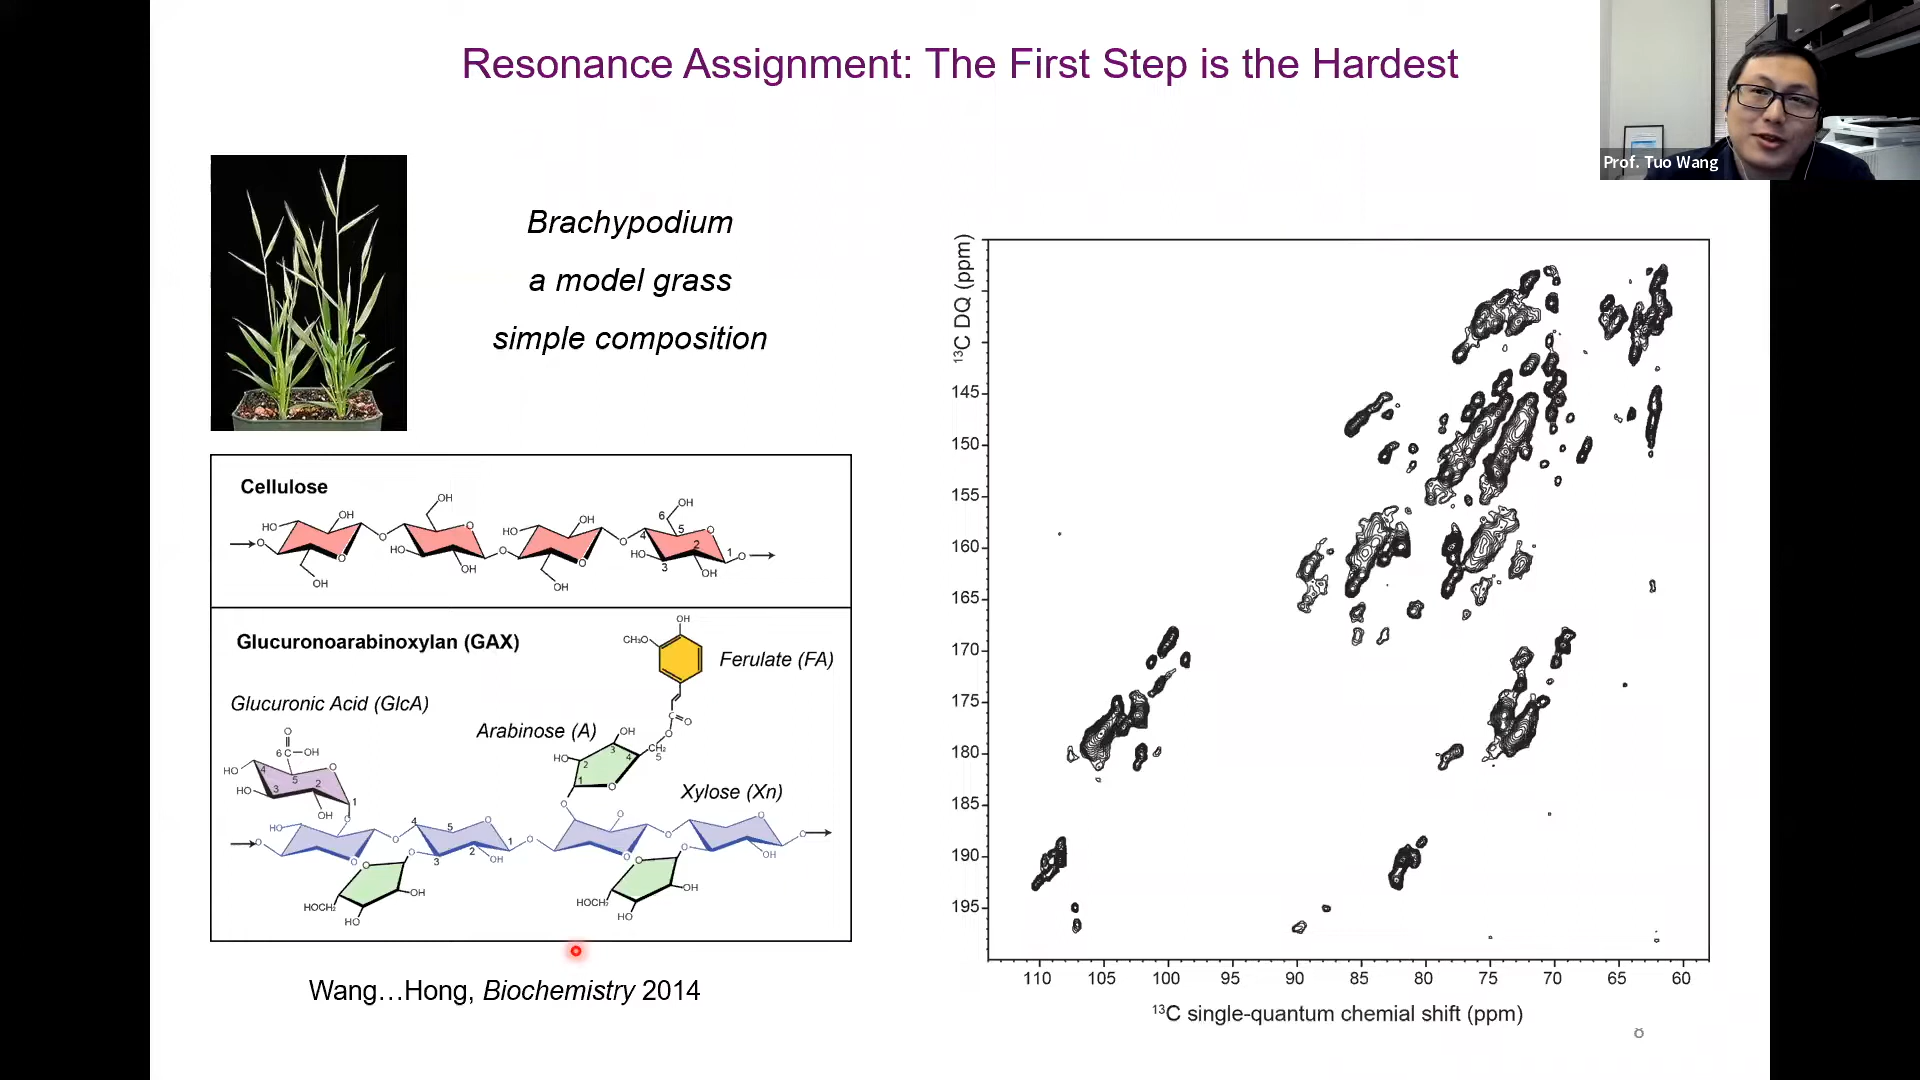 Resonance Assignment: The First Step is the Hardest
Prof. Tuo Wang
Brachypodium
a model grass
simple composition
Cellulose
OH
HO
OH
O
O
OH
O
O
HO
OH
O
HO
OH
O
OH
O
OH
6
5
O
4
HO
3
2
OH
1
O
Glucuronoarabinoxylan (GAX)
OH
CH₃O
Ferulate (FA)
Glucuronic Acid (GlcA)
Arabinose (A)
Xylose (Xn)
O
6 C OH
HO
4
5
O
HO
3
2
OH
1
O
C
O
O
CH₂
5
OH
HO
2
3
4
1
O
O
HO
O
O
O
4
5
O
3
2
OH
1
O
O
O
O
O
O
OH
O
O
O
OH
HOCH₂
HO
O
OH
HOCH₂
HO
Wang...Hong, Biochemistry 2014
¹³C DQ (ppm)
145
150
155
160
165
170
175
180
185
190
195
110 105 100 95 90 85 80 75 70 65 60
¹³C single-quantum chemial shift (ppm)